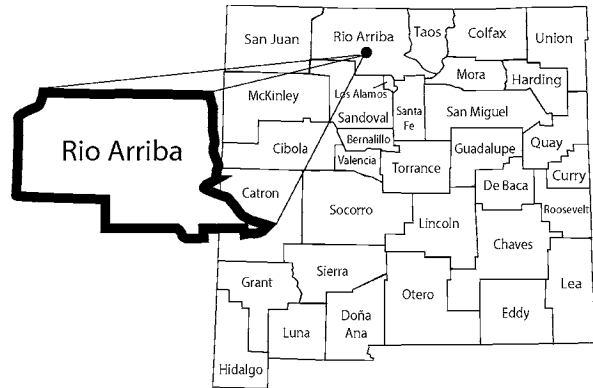 San Juan
Rio Arriba
Taos
Colfax
Union
Mora
Harding
McKinley
Los Alamos
Sandoval
Santa
Fe
San Miguel
Rio Arriba
Bernalillo
Cibola
Valencia
Torrance
Guadalupe
Quay
Curry
Catron
De Baca
Socorro
Roosevelt
Lincoln
Chaves
Sierra
Grant
Otero
Lea
Eddy
Luna
Doña
Ana
Hidalgo